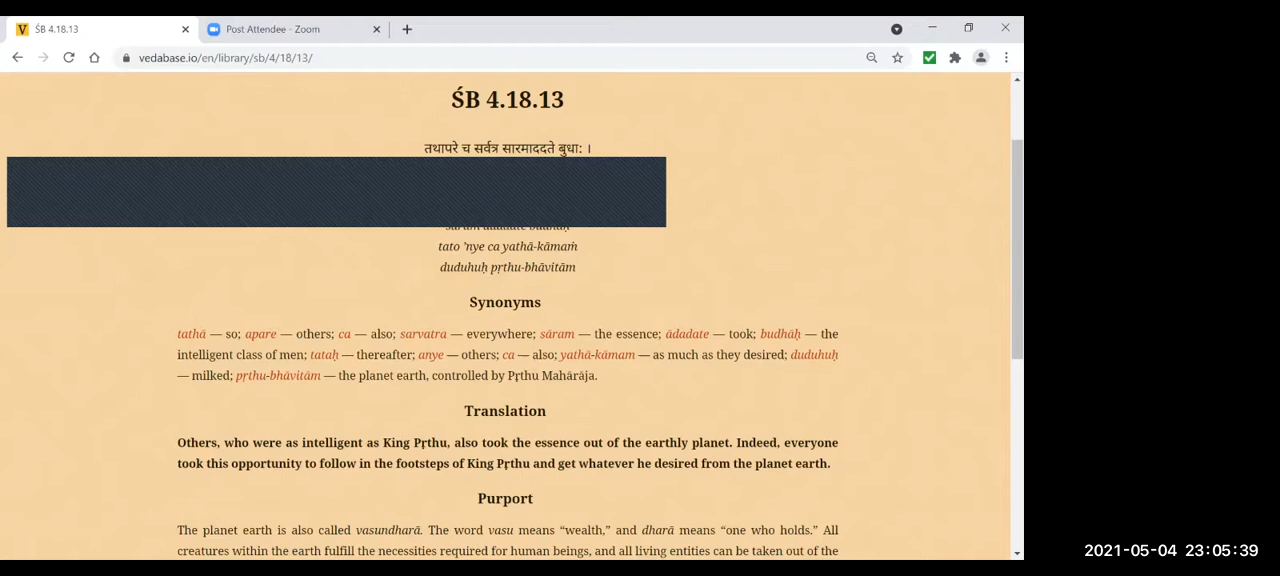 ŚB 4.18.13
Post Attendee - Zoom
vedabase.io/en/library/sb/4/18/13/
ŚB 4.18.13
तथापरे च सर्वत्र सारमाददते बुधा: ।
sāram ādadate budhāḥ
tato ’nye ca yathā-kāmaṁ
duduhuḥ pṛthu-bhāvitām
Synonyms
tathā — so; apare — others; ca — also; sarvatra — everywhere; sāram — the essence; ādadate — took; budhāḥ — the
intelligent class of men; tataḥ — thereafter; anye — others; ca — also; yathā-kāmam — as much as they desired; duduhuḥ
— milked; pṛthu-bhāvitām — the planet earth, controlled by Pṛthu Mahārāja.
Translation
Others, who were as intelligent as King Pṛthu, also took the essence out of the earthly planet. Indeed, everyone
took this opportunity to follow in the footsteps of King Pṛthu and get whatever he desired from the planet earth.
Purport
The planet earth is also called vasundharā. The word vasu means “wealth,” and dharā means “one who holds.” All
creatures within the earth fulfill the necessities required for human beings, and all living entities can be taken out of the
2021-05-04 23:05:39